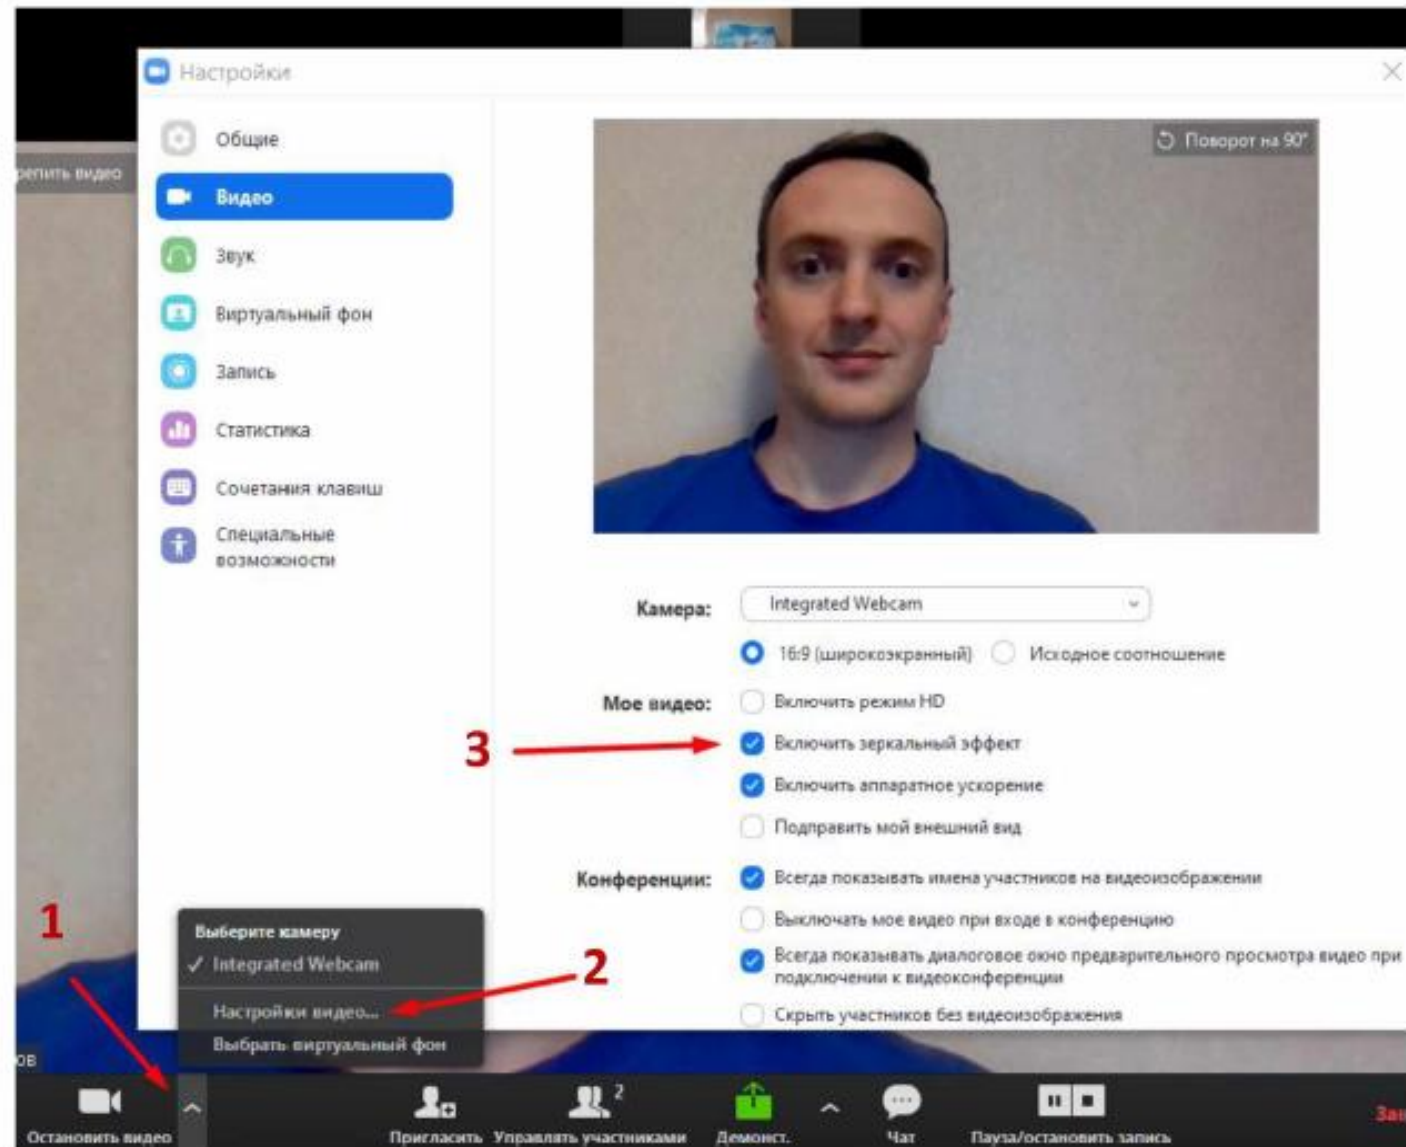 Настройки
Общие
Поворот на 90°
репить видео
Видео
Звук
Виртуальный фон
Запись
Статистика
Сочетания клавиш
Специальные
возможности
Камера: Integrated Webcam
16:9 (широкоэкранный) Исходное соотношение
Мое видео: Включить режим HD
3 Включить зеркальный эффект
Включить аппаратное ускорение
Подправить мой внешний вид
Конференции: Всегда показывать имена участников на видеоизображении
Выключать мое видео при входе в конференцию
Всегда показывать диалоговое окно предварительного просмотра видео при
подключении к видеоконференции
Скрыть участников без видеоизображения
1
Выберите камеру
Integrated Webcam
2
Настройки видео...
Выбрать виртуальный фон
ов
2
Остановить видео Пригласить Управлять участниками Демонст. Чат Пауза/остановить запись